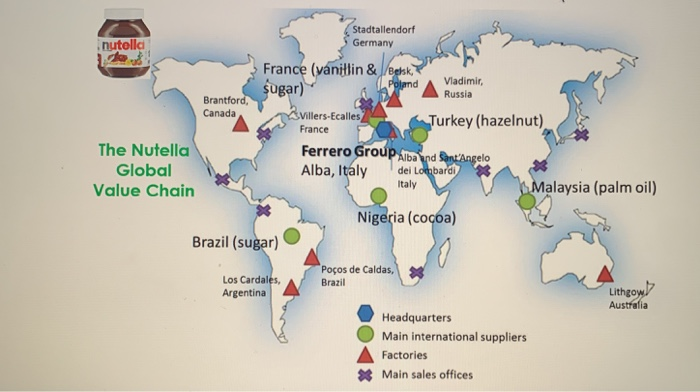 nutella
Stadtallendorf
Germany
France (vanillin &
sugar)
Belsk,
Poland
Vladimir,
Russia
Brantford,
Canada
Villers-Ecalles
France
Turkey (hazelnut)
The Nutella
Global
Value Chain
Ferrero Group
Alba, Italy
Alba and Sant'Angelo
dei Lombardi
Italy
Malaysia (palm oil)
Nigeria (cocoa)
Brazil (sugar)
Poços de Caldas,
Brazil
Los Cardales,
Argentina
Lithgow
Australia
Headquarters
Main international suppliers
Factories
Main sales offices